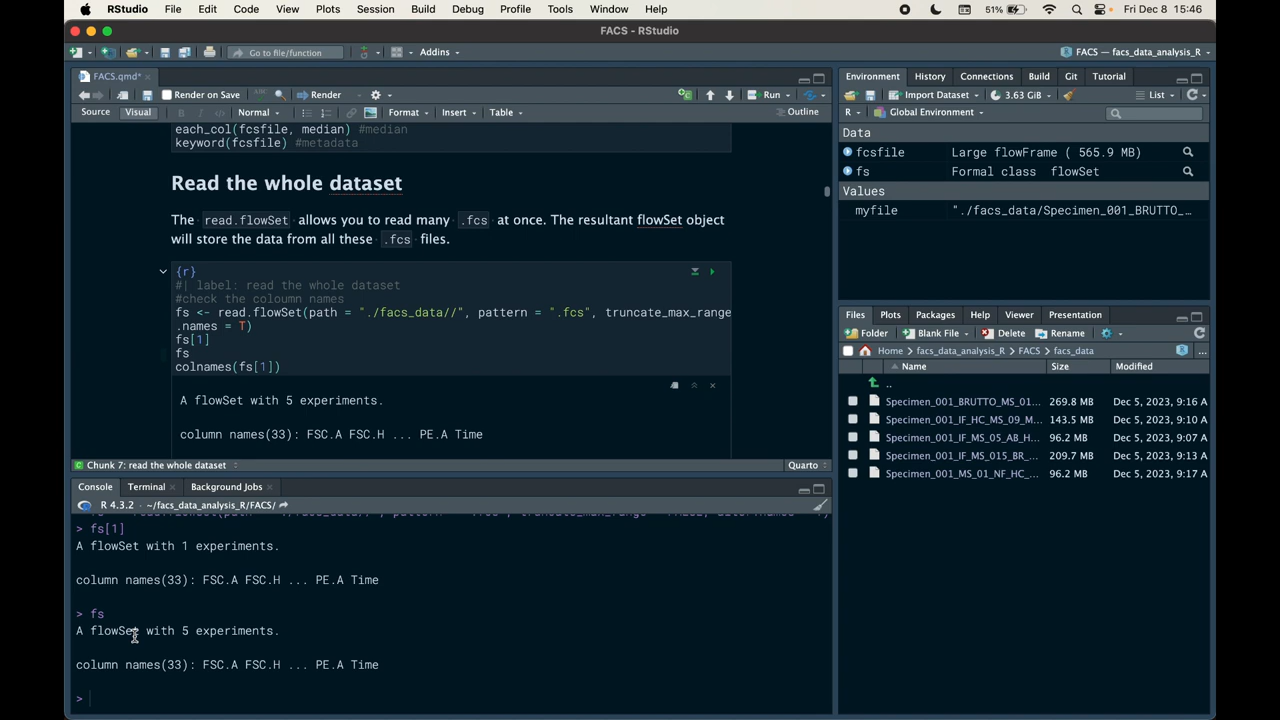 RStudio File Edit Code View Plots Session Build Debug Profile Tools Window Help 51% Fri Dec 8 15:46
FACS - RStudio
Go to file/function Addins FACS — facs_data_analysis_R
FACS.qmd*
Render on Save ABC Render Run
Source Visual B I Normal Format Insert Table Outline
each_col(fcsfile, median) #median
keyword(fcsfile) #metadata
Read the whole dataset
The read.flowSet allows you to read many .fcs at once. The resultant flowSet object
will store the data from all these .fcs files.
{r}
#| label: read the whole dataset
#check the coloumn names
fs <- read.flowSet(path = "./facs_data//", pattern = ".fcs", truncate_max_range
.names = T)
fs[1]
fs
colnames(fs[1])
A flowSet with 5 experiments.
column names(33): FSC.A FSC.H ... PE.A Time
Chunk 7: read the whole dataset Quarto
Console Terminal Background Jobs
R 4.3.2 · ~/facs_data_analysis_R/FACS/
> fs[1]
A flowSet with 1 experiments.
column names(33): FSC.A FSC.H ... PE.A Time
> fs
A flowSet with 5 experiments.
column names(33): FSC.A FSC.H ... PE.A Time
>
Environment History Connections Build Git Tutorial
Import Dataset 3.63 GiB List
R Global Environment
Data
fcsfile Large flowFrame ( 565.9 MB)
fs Formal class flowSet
Values
myfile "./facs_data/Specimen_001_BRUTTO_…
Files Plots Packages Help Viewer Presentation
Folder Blank File Delete Rename
Home > facs_data_analysis_R > FACS > facs_data ...
Name Size Modified
..
Specimen_001_BRUTTO_MS_01... 269.8 MB Dec 5, 2023, 9:16 A
Specimen_001_IF_HC_MS_09_M... 143.5 MB Dec 5, 2023, 9:10 A
Specimen_001_IF_MS_05_AB_H... 96.2 MB Dec 5, 2023, 9:07 A
Specimen_001_IF_MS_015_BR_... 209.7 MB Dec 5, 2023, 9:13 A
Specimen_001_MS_01_NF_HC_... 96.2 MB Dec 5, 2023, 9:17 A